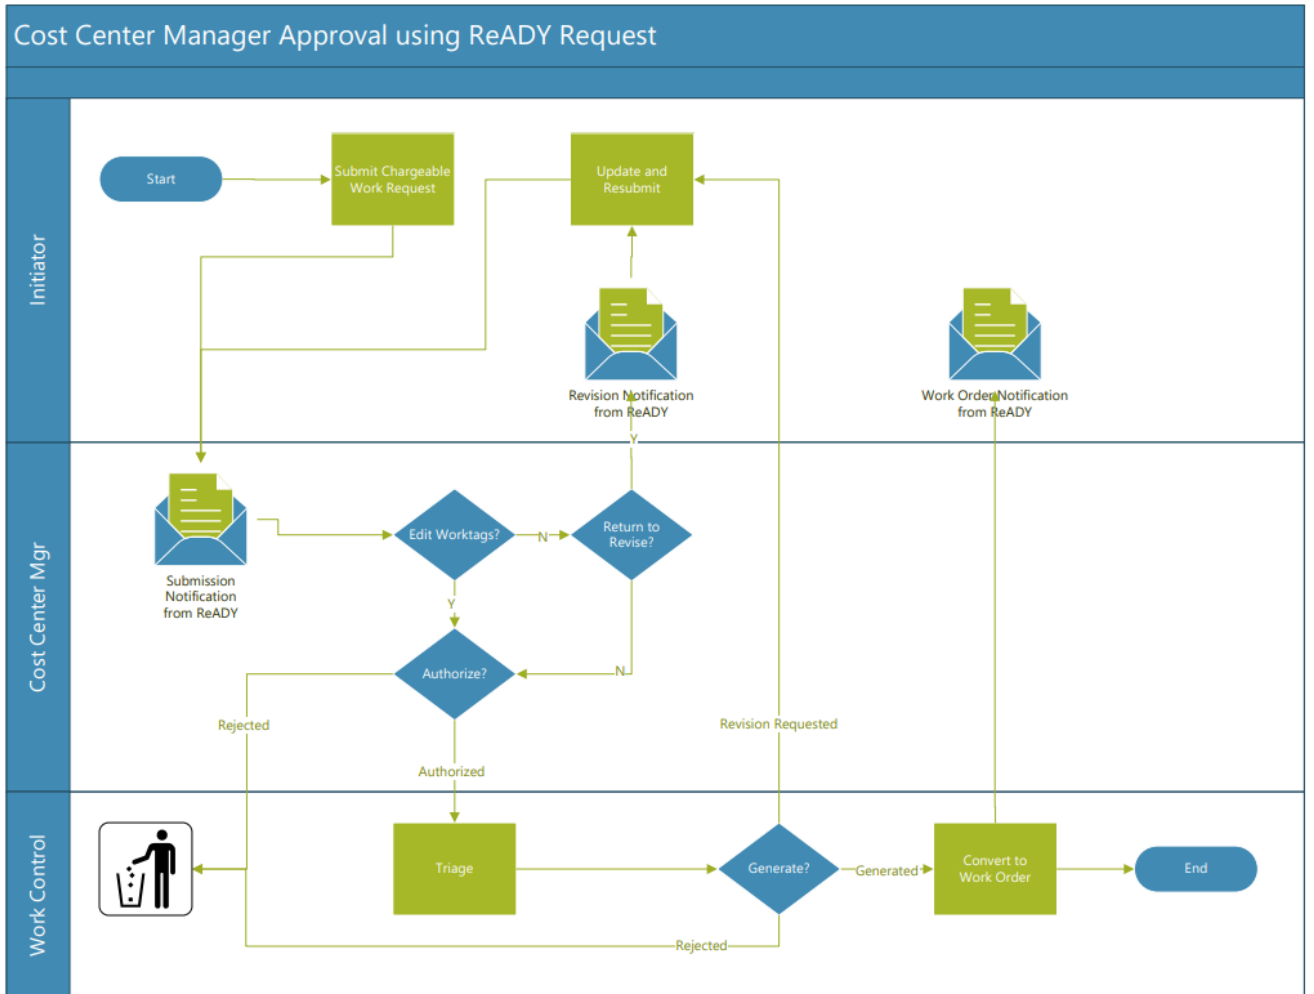 Cost Center Manager Approval using ReADY Request
Initiator
Start
Submit Chargeable
Work Request
Update and
Resubmit
Revision Notification
from ReADY
Work Order Notification
from ReADY
Y
Cost Center Mgr
Submission
Notification
from ReADY
Edit Worktags?
N
Return to
Revise?
Y
Authorize?
N
Rejected
Revision Requested
Authorized
Work Control
Triage
Generate?
Generated
Convert to
Work Order
End
Rejected